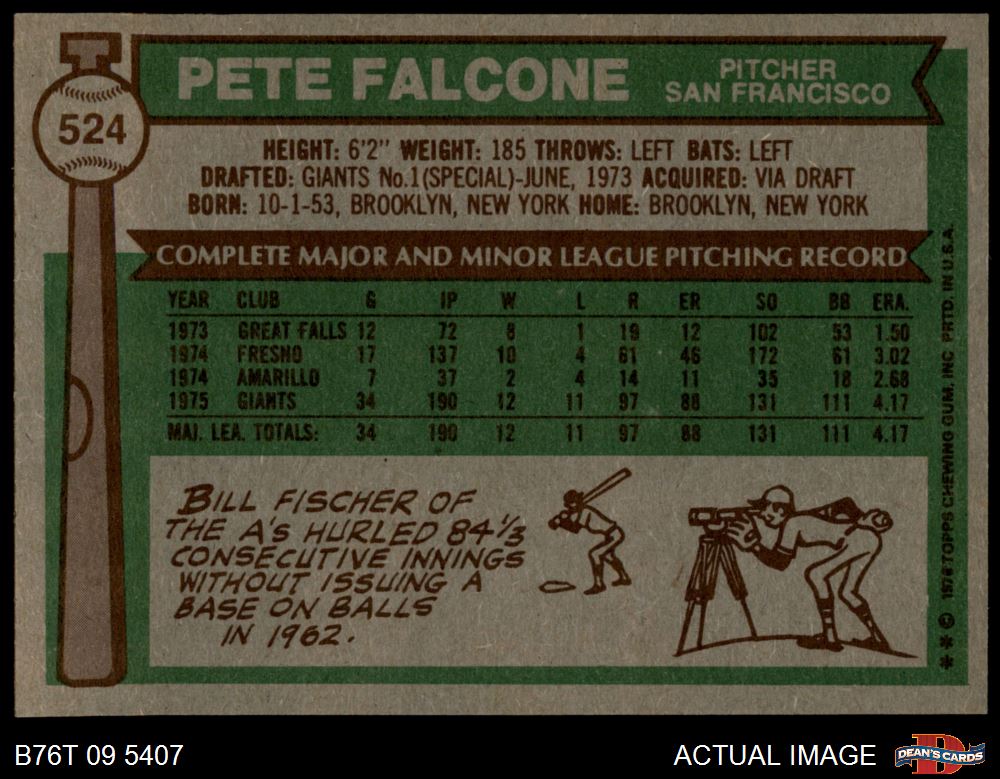 524
PETE FALCONE
PITCHER
SAN FRANCISCO
HEIGHT: 6'2" WEIGHT: 185 THROWS: LEFT BATS: LEFT
DRAFTED: GIANTS No.1(SPECIAL)-JUNE, 1973 ACQUIRED: VIA DRAFT
BORN: 10-1-53, BROOKLYN, NEW YORK HOME: BROOKLYN, NEW YORK
COMPLETE MAJOR AND MINOR LEAGUE PITCHING RECORD
YEAR CLUB G IP W L R ER SO BB ERA.
1973 GREAT FALLS 12 72 8 1 19 12 102 53 1.50
1974 FRESNO 17 137 10 4 61 46 172 61 3.02
1974 AMARILLO 7 37 2 4 14 11 35 18 2.68
1975 GIANTS 34 190 12 11 97 88 131 111 4.17
MAJ. LEA. TOTALS: 34 190 12 11 97 88 131 111 4.17
BILL FISCHER OF
THE A'S HURLED 84 1/3
CONSECUTIVE INNINGS
WITHOUT ISSUING A
BASE ON BALLS
IN 1962.
** © 1976 TOPPS CHEWING GUM, INC PRTD. IN U.S.A.
B76T 09 5407
ACTUAL IMAGE
D
DEAN'S CARDS